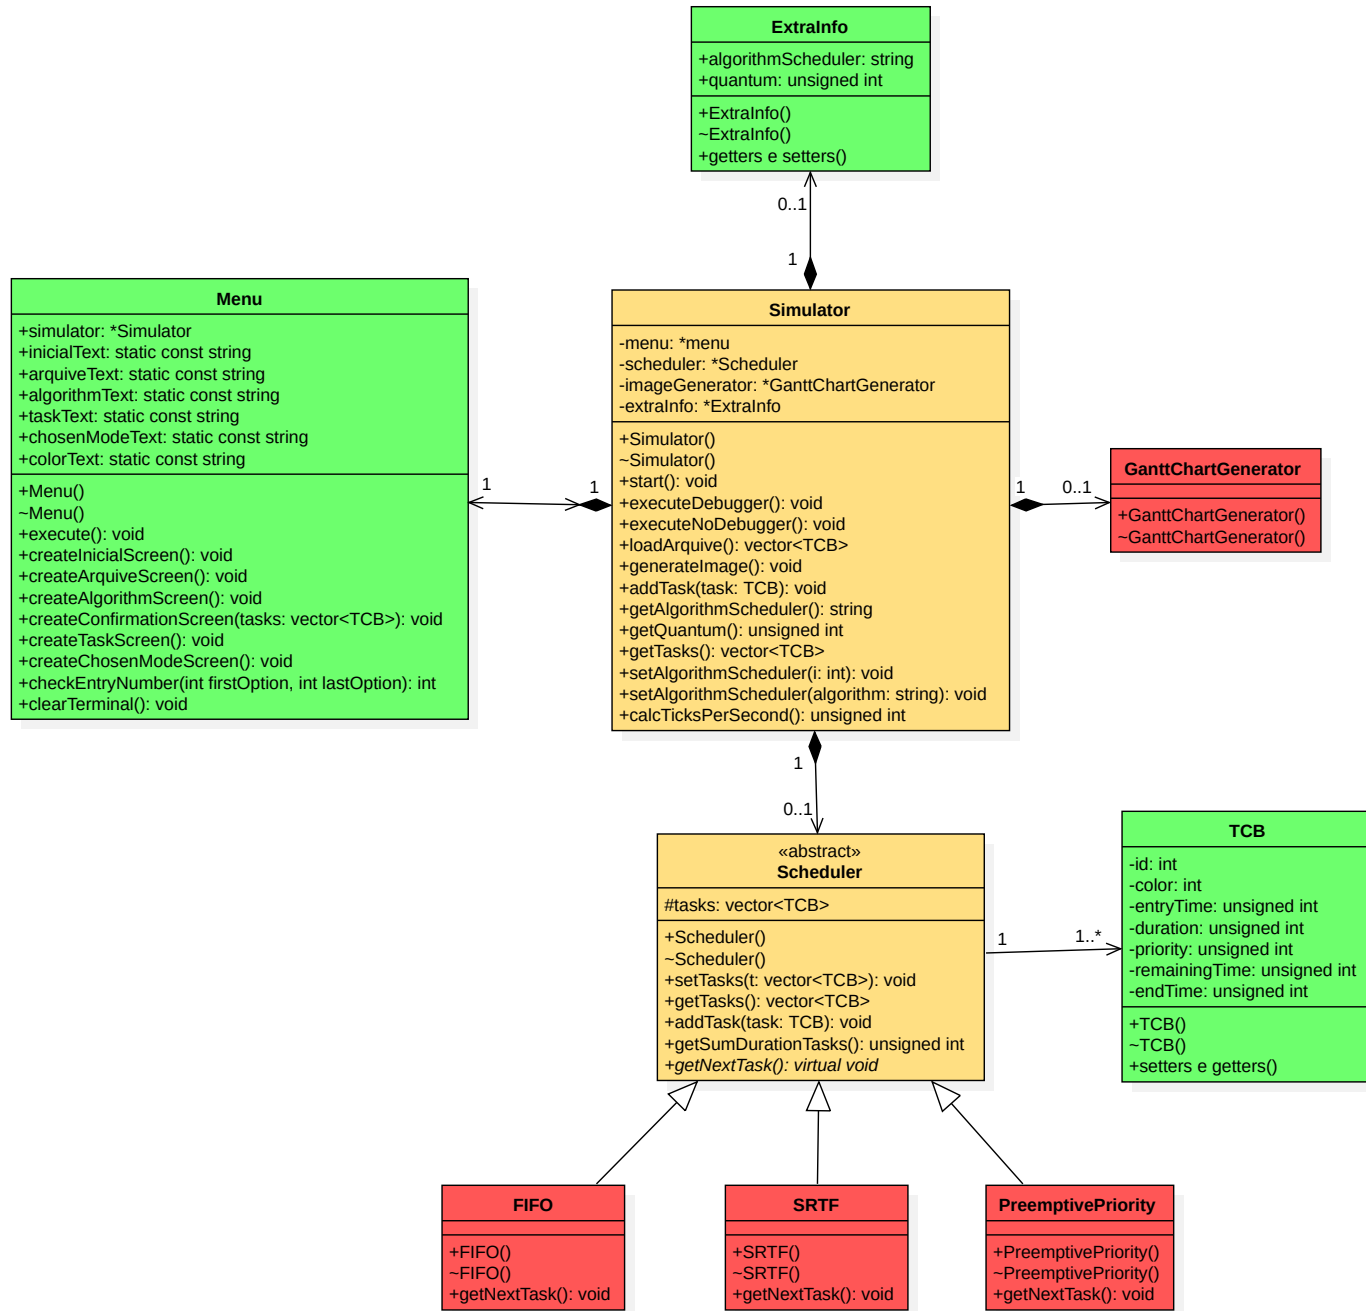 ExtraInfo
+algorithmScheduler: string
+quantum: unsigned int
+ExtraInfo()
~ExtraInfo()
+getters e setters()
0..1
1
Menu
+simulator: *Simulator
+inicialText: static const string
+arquiveText: static const string
+algorithmText: static const string
+taskText: static const string
+chosenModeText: static const string
+colorText: static const string
+Menu()
~Menu()
+execute(): void
+createInicialScreen(): void
+createArquiveScreen(): void
+createAlgorithmScreen(): void
+createConfirmationScreen(tasks: vector<TCB>): void
+createTaskScreen(): void
+createChosenModeScreen(): void
+checkEntryNumber(int firstOption, int lastOption): int
+clearTerminal(): void
1
1
Simulator
-menu: *menu
-scheduler: *Scheduler
-imageGenerator: *GanttChartGenerator
-extraInfo: *ExtraInfo
+Simulator()
~Simulator()
+start(): void
+executeDebugger(): void
+executeNoDebugger(): void
+loadArquive(): vector<TCB>
+generateImage(): void
+addTask(task: TCB): void
+getAlgorithmScheduler(): string
+getQuantum(): unsigned int
+getTasks(): vector<TCB>
+setAlgorithmScheduler(i: int): void
+setAlgorithmScheduler(algorithm: string): void
+calcTicksPerSecond(): unsigned int
1
0..1
GanttChartGenerator
+GanttChartGenerator()
~GanttChartGenerator()
1
0..1
«abstract»
Scheduler
#tasks: vector<TCB>
+Scheduler()
~Scheduler()
+setTasks(t: vector<TCB>): void
+getTasks(): vector<TCB>
+addTask(task: TCB): void
+getSumDurationTasks(): unsigned int
+getNextTask(): virtual void
1
1..*
TCB
-id: int
-color: int
-entryTime: unsigned int
-duration: unsigned int
-priority: unsigned int
-remainingTime: unsigned int
-endTime: unsigned int
+TCB()
~TCB()
+setters e getters()
FIFO
+FIFO()
~FIFO()
+getNextTask(): void
SRTF
+SRTF()
~SRTF()
+getNextTask(): void
PreemptivePriority
+PreemptivePriority()
~PreemptivePriority()
+getNextTask(): void